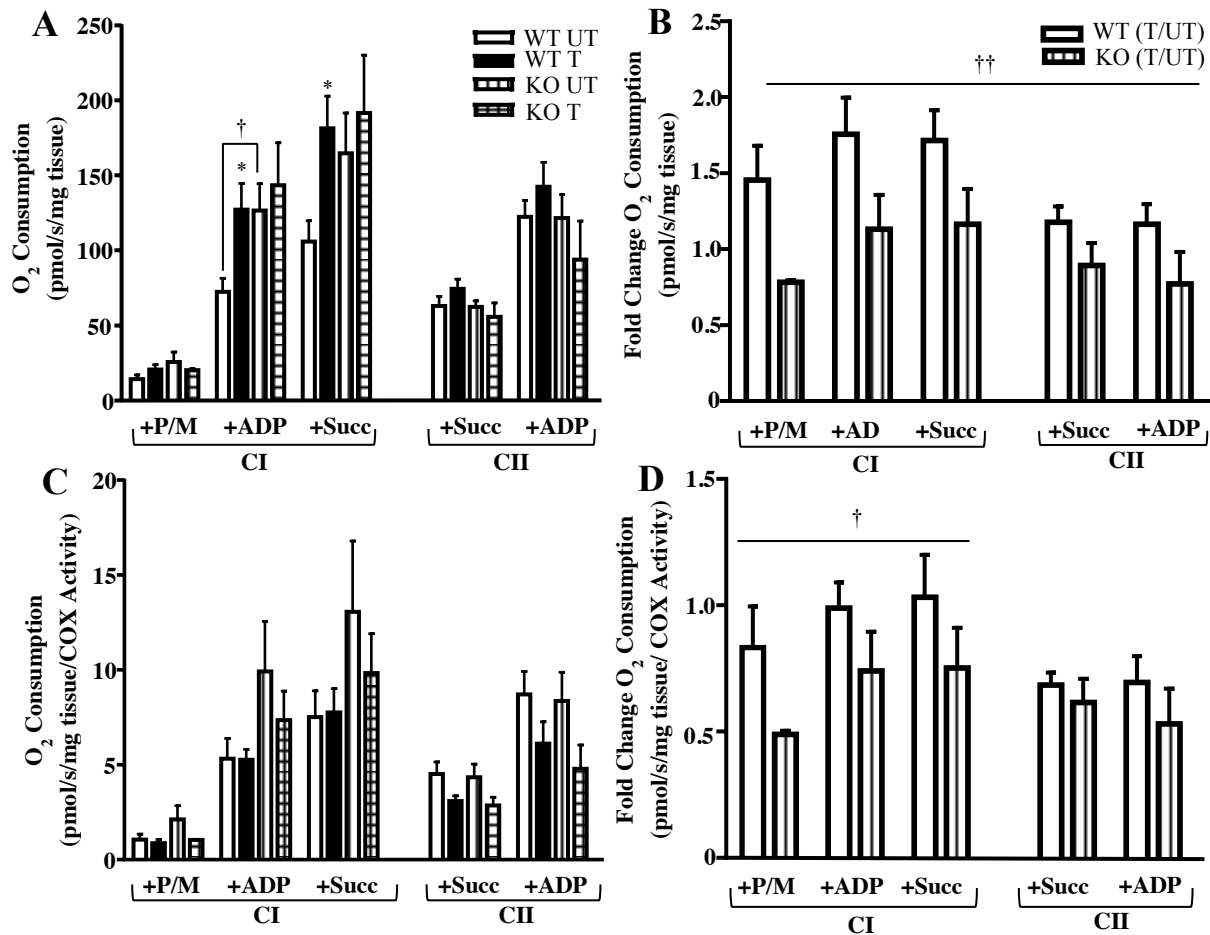 A
250
200
150
100
50
0
O2 Consumption
(pmol/s/mg tissue)
WT UT
WT T
KO UT
KO T
†
*
*
+P/M +ADP +Succ +Succ +ADP
CI CII
B
2.5
2.0
1.5
1.0
0.5
0
Fold Change O2 Consumption
(pmol/s/mg tissue)
WT (T/UT)
KO (T/UT)
††
+P/M +AD +Succ +Succ +ADP
CI CII
C
20
15
10
5
0
O2 Consumption
(pmol/s/mg tissue/COX Activity)
+P/M +ADP +Succ +Succ +ADP
CI CII
D
1.5
1.0
0.5
0
Fold Change O2 Consumption
(pmol/s/mg tissue/ COX Activity)
†
+P/M +ADP +Succ +Succ +ADP
CI CII